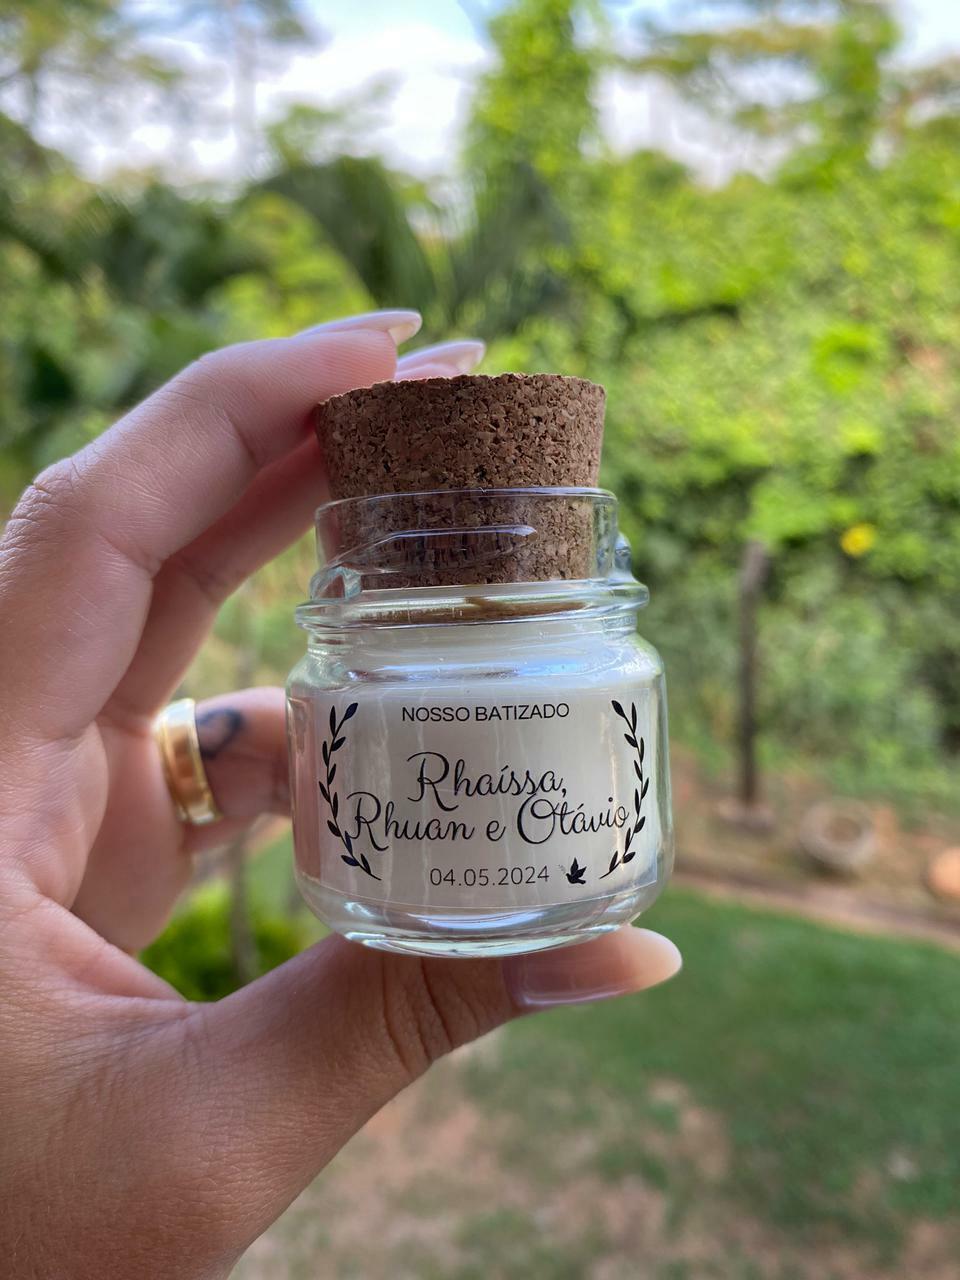 NOSSO BATIZADO
Rhaíssa,
Rhuan e Otávio
04.05.2024